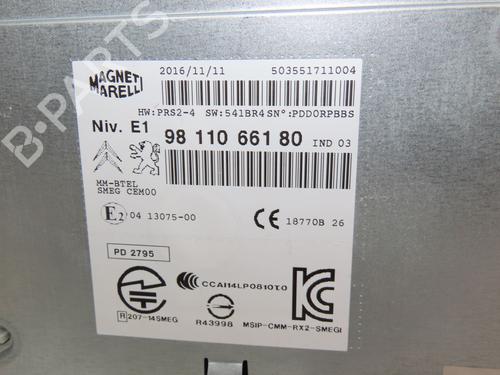 MAGNETI MARELLI
2016/11/11 503551711004
HW:PRS2-4 SW:541BR4 SN°:PDDORPBBS
Niv. E1 98 110 661 80 IND 03
MM-BTEL
SMEG CEM00
E2 04 13075-00 CE 18770B 26
PD 2795
CCAI14LP0810T0
R 207-14SMEG R43998 MSIP-CMM-RX2-SMEGI
B-PARTS